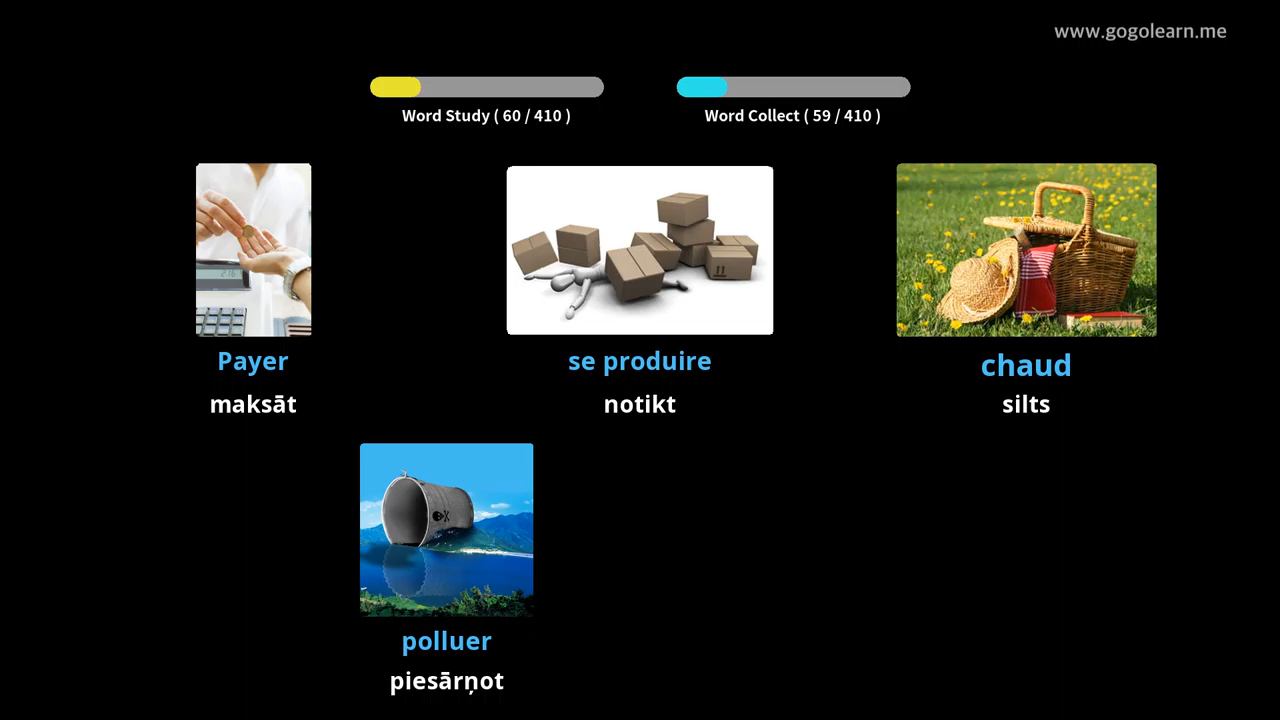 www.gogolearn.me
Word Study ( 60 / 410 )
Word Collect ( 59 / 410 )
Payer
maksāt
se produire
notikt
chaud
silts
polluer
piesārņot